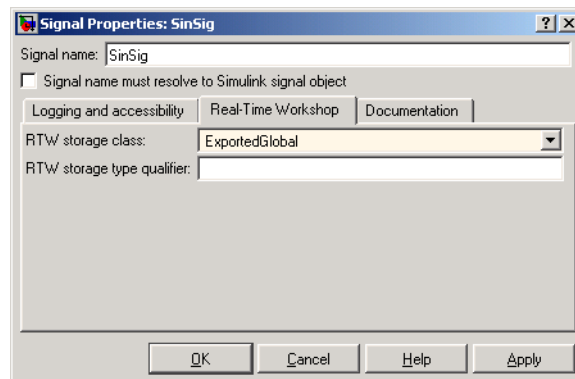 Signal Properties: SinSig
Signal name: SinSig
Signal name must resolve to Simulink signal object
Logging and accessibility Real-Time Workshop Documentation
RTW storage class: ExportedGlobal
RTW storage type qualifier:
OK Cancel Help Apply